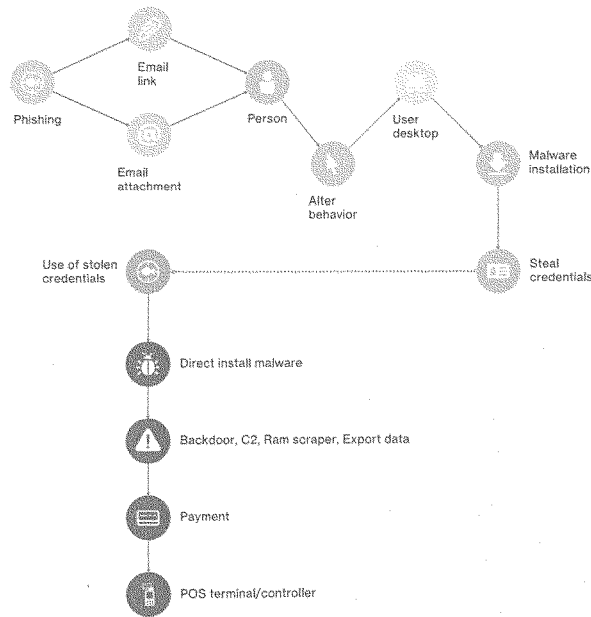 Email
link
Phishing
Person
User
desktop
Email
attachment
Malware
installation
Alter
behavior
Use of stolen
credentials
Steal
credentials
Direct install malware
Backdoor, C2, Ram scraper, Export data
Payment
POS terminal/controller